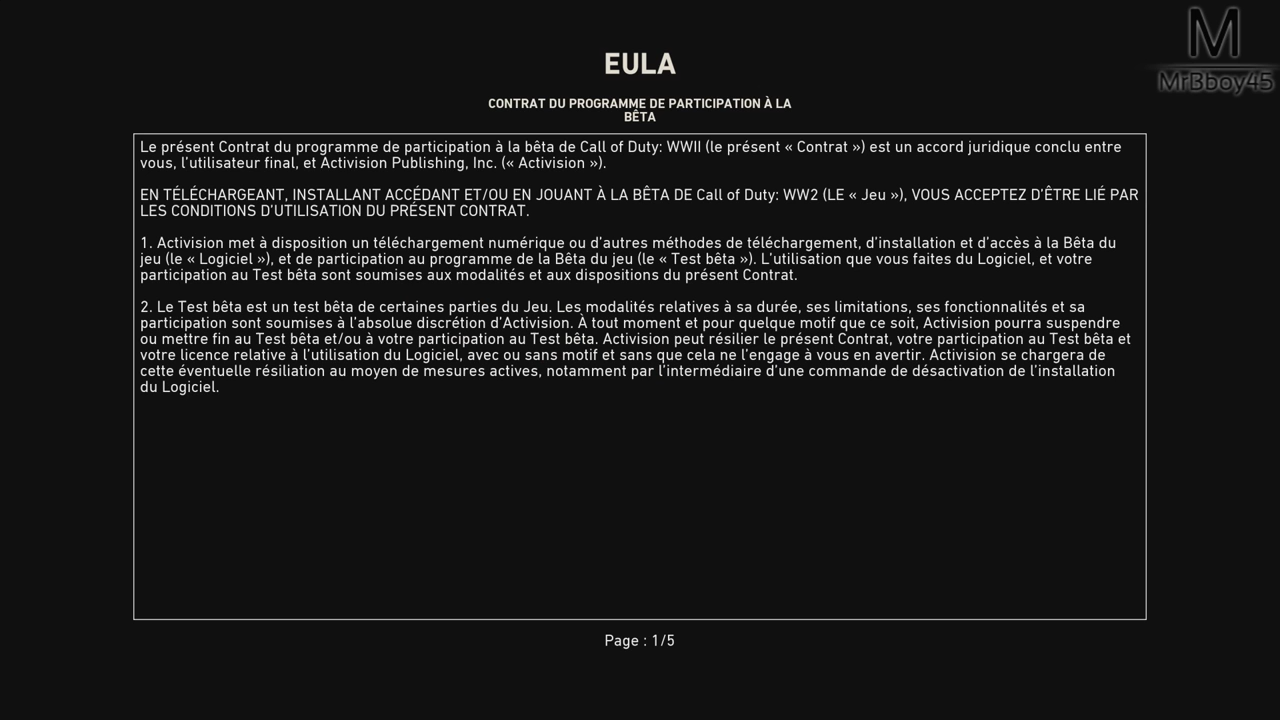 M
MrBboy45
EULA
CONTRAT DU PROGRAMME DE PARTICIPATION À LA
BÊTA
Le présent Contrat du programme de participation à la bêta de Call of Duty: WWII (le présent « Contrat ») est un accord juridique conclu entre
vous, l'utilisateur final, et Activision Publishing, Inc. (« Activision »).
EN TÉLÉCHARGEANT, INSTALLANT ACCÉDANT ET/OU EN JOUANT À LA BÊTA DE Call of Duty: WW2 (LE « Jeu »), VOUS ACCEPTEZ D'ÊTRE LIÉ PAR
LES CONDITIONS D'UTILISATION DU PRÉSENT CONTRAT.
1. Activision met à disposition un téléchargement numérique ou d'autres méthodes de téléchargement, d'installation et d'accès à la Bêta du
jeu (le « Logiciel »), et de participation au programme de la Bêta du jeu (le « Test bêta »). L'utilisation que vous faites du Logiciel, et votre
participation au Test bêta sont soumises aux modalités et aux dispositions du présent Contrat.
2. Le Test bêta est un test bêta de certaines parties du Jeu. Les modalités relatives à sa durée, ses limitations, ses fonctionnalités et sa
participation sont soumises à l'absolue discrétion d'Activision. À tout moment et pour quelque motif que ce soit, Activision pourra suspendre
ou mettre fin au Test bêta et/ou à votre participation au Test bêta. Activision peut résilier le présent Contrat, votre participation au Test bêta et
votre licence relative à l'utilisation du Logiciel, avec ou sans motif et sans que cela ne l'engage à vous en avertir. Activision se chargera de
cette éventuelle résiliation au moyen de mesures actives, notamment par l'intermédiaire d'une commande de désactivation de l'installation
du Logiciel.
Page : 1/5